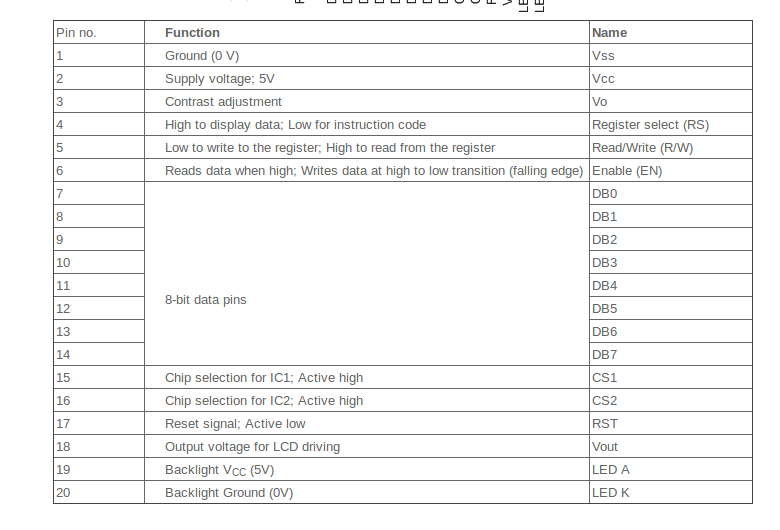 Pin no. Function Name
1 Ground (0 V) Vss
2 Supply voltage; 5V Vcc
3 Contrast adjustment Vo
4 High to display data; Low for instruction code Register select (RS)
5 Low to write to the register; High to read from the register Read/Write (R/W)
6 Reads data when high; Writes data at high to low transition (falling edge) Enable (EN)
7 DB0
8 DB1
9 DB2
10 DB3
11 DB4
8-bit data pins
12 DB5
13 DB6
14 DB7
15 Chip selection for IC1; Active high CS1
16 Chip selection for IC2; Active high CS2
17 Reset signal; Active low RST
18 Output voltage for LCD driving Vout
19 Backlight VCC (5V) LED A
20 Backlight Ground (0V) LED K